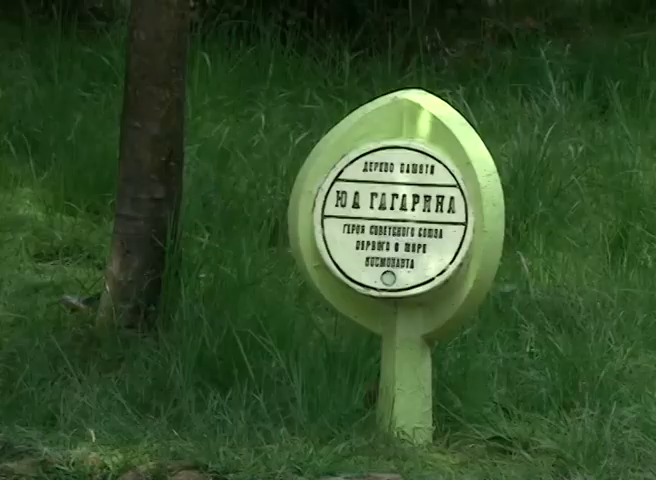 ДЕРЕВО ПАМЯТИ
Ю А ГАГАРИНА
ГЕРОЯ СОВЕТСКОГО СОЮЗА
ПЕРВОГО В МИРЕ
КОСМОНАВТА